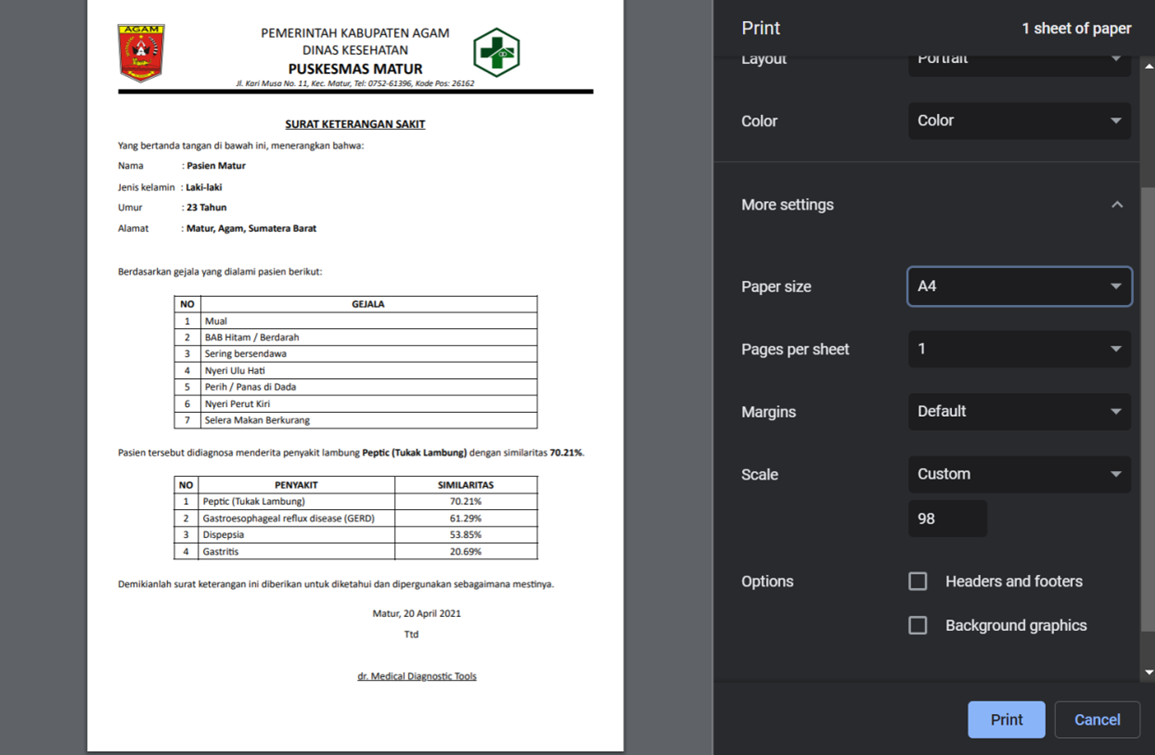 AGAM
PEMERINTAH KABUPATEN AGAM
DINAS KESEHATAN
PUSKESMAS MATUR
Jl. Kari Musa No. 11, Kec. Matur, Tel: 0752-61396, Kode Pos: 26162
SURAT KETERANGAN SAKIT
Yang bertanda tangan di bawah ini, menerangkan bahwa:
Nama : Pasien Matur
Jenis kelamin : Laki-laki
Umur : 23 Tahun
Alamat : Matur, Agam, Sumatera Barat
Berdasarkan gejala yang dialami pasien berikut:
NO GEJALA
1 Mual
2 BAB Hitam / Berdarah
3 Sering bersendawa
4 Nyeri Ulu Hati
5 Perih / Panas di Dada
6 Nyeri Perut Kiri
7 Selera Makan Berkurang
Pasien tersebut didiagnosa menderita penyakit lambung Peptic (Tukak Lambung) dengan similaritas 70.21%.
NO PENYAKIT SIMILARITAS
1 Peptic (Tukak Lambung) 70.21%
2 Gastroesophageal reflux disease (GERD) 61.29%
3 Dispepsia 53.85%
4 Gastritis 20.69%
Demikianlah surat keterangan ini diberikan untuk diketahui dan dipergunakan sebagaimana mestinya.
Matur, 20 April 2021
Ttd
dr. Medical Diagnostic Tools
Print 1 sheet of paper
Layout Portrait
Color Color
More settings
Paper size A4
Pages per sheet 1
Margins Default
Scale Custom
98
Options Headers and footers
Background graphics
Print Cancel